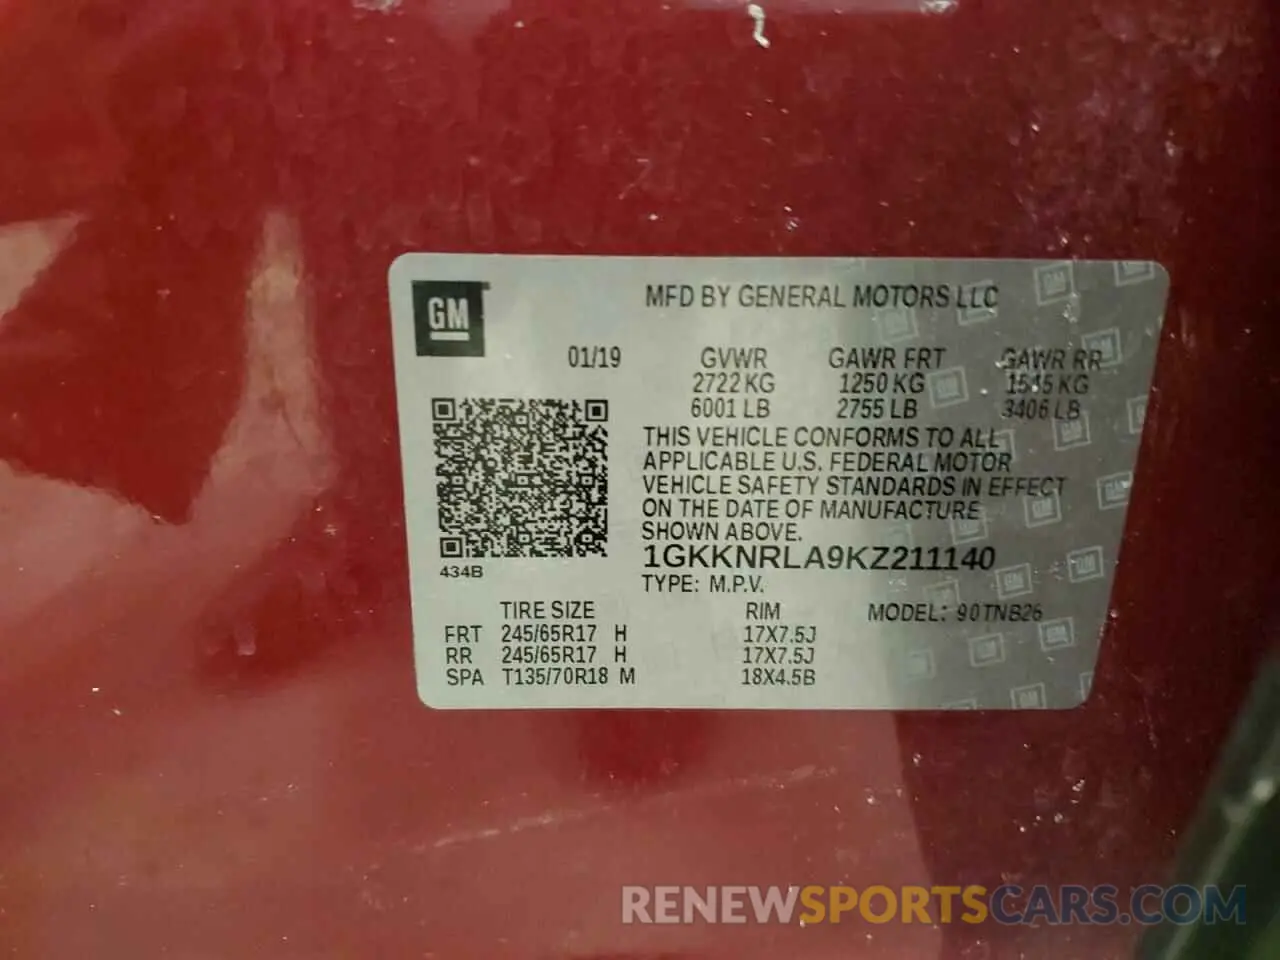 GM
MFD BY GENERAL MOTORS LLC
01/19 GVWR GAWR FRT GAWR RR
2722 KG 1250 KG 1545 KG
6001 LB 2755 LB 3406 LB
THIS VEHICLE CONFORMS TO ALL
APPLICABLE U.S. FEDERAL MOTOR
VEHICLE SAFETY STANDARDS IN EFFECT
ON THE DATE OF MANUFACTURE
SHOWN ABOVE.
1GKKNRLA9KZ211140
434B
TYPE: M.P.V.
TIRE SIZE RIM MODEL: 90TNB26
FRT 245/65R17 H 17X7.5J
RR 245/65R17 H 17X7.5J
SPA T135/70R18 M 18X4.5B
RENEWSPORTSCARS.COM